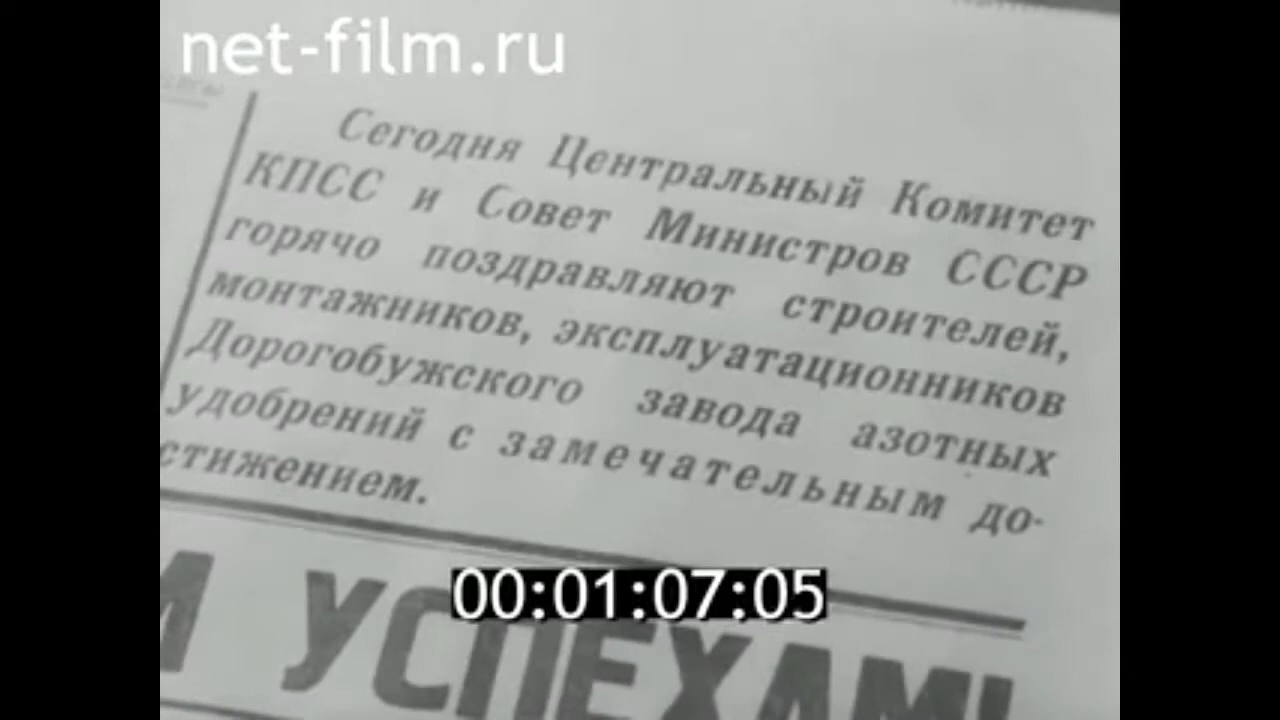 net-film.ru
Сегодня Центральный Комитет
КПСС и Совет Министров СССР
горячо поздравляют строителей,
монтажников, эксплуатационников
Дорогобужского завода азотных
удобрений с замечательным до-
стижением.
УСПЕХАМ!
00:01:07:05